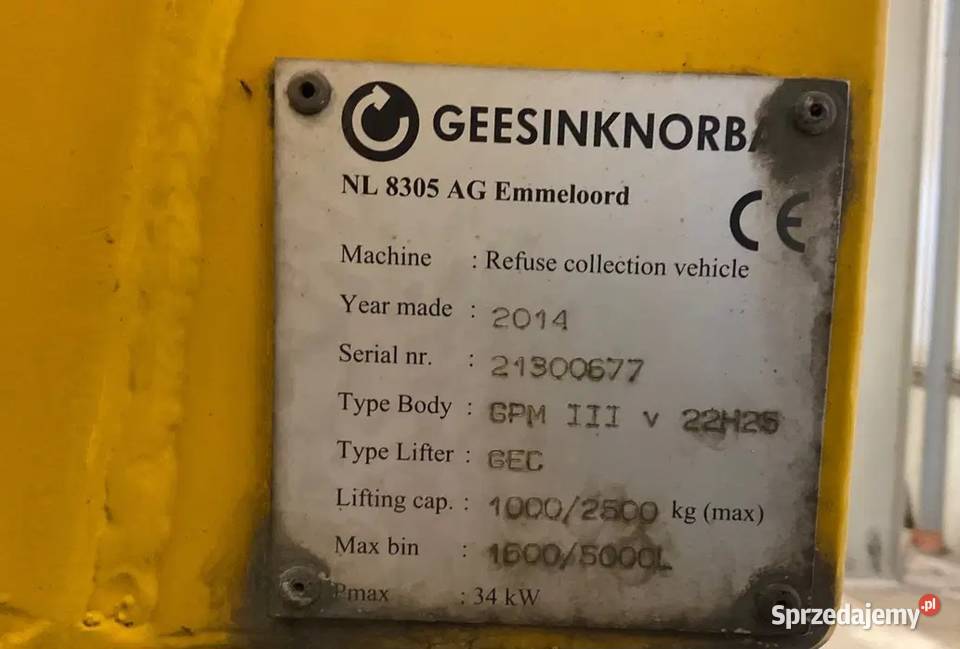 GEESINKNORBA
NL 8305 AG Emmeloord
CE
Machine : Refuse collection vehicle
Year made : 2014
Serial nr. : 21300677
Type Body : GPM III v 22H25
Type Lifter : GEC
Lifting cap. : 1000/2500 kg (max)
Max bin : 1600/5000L
Pmax : 34 kW
Sprzedajemy.pl